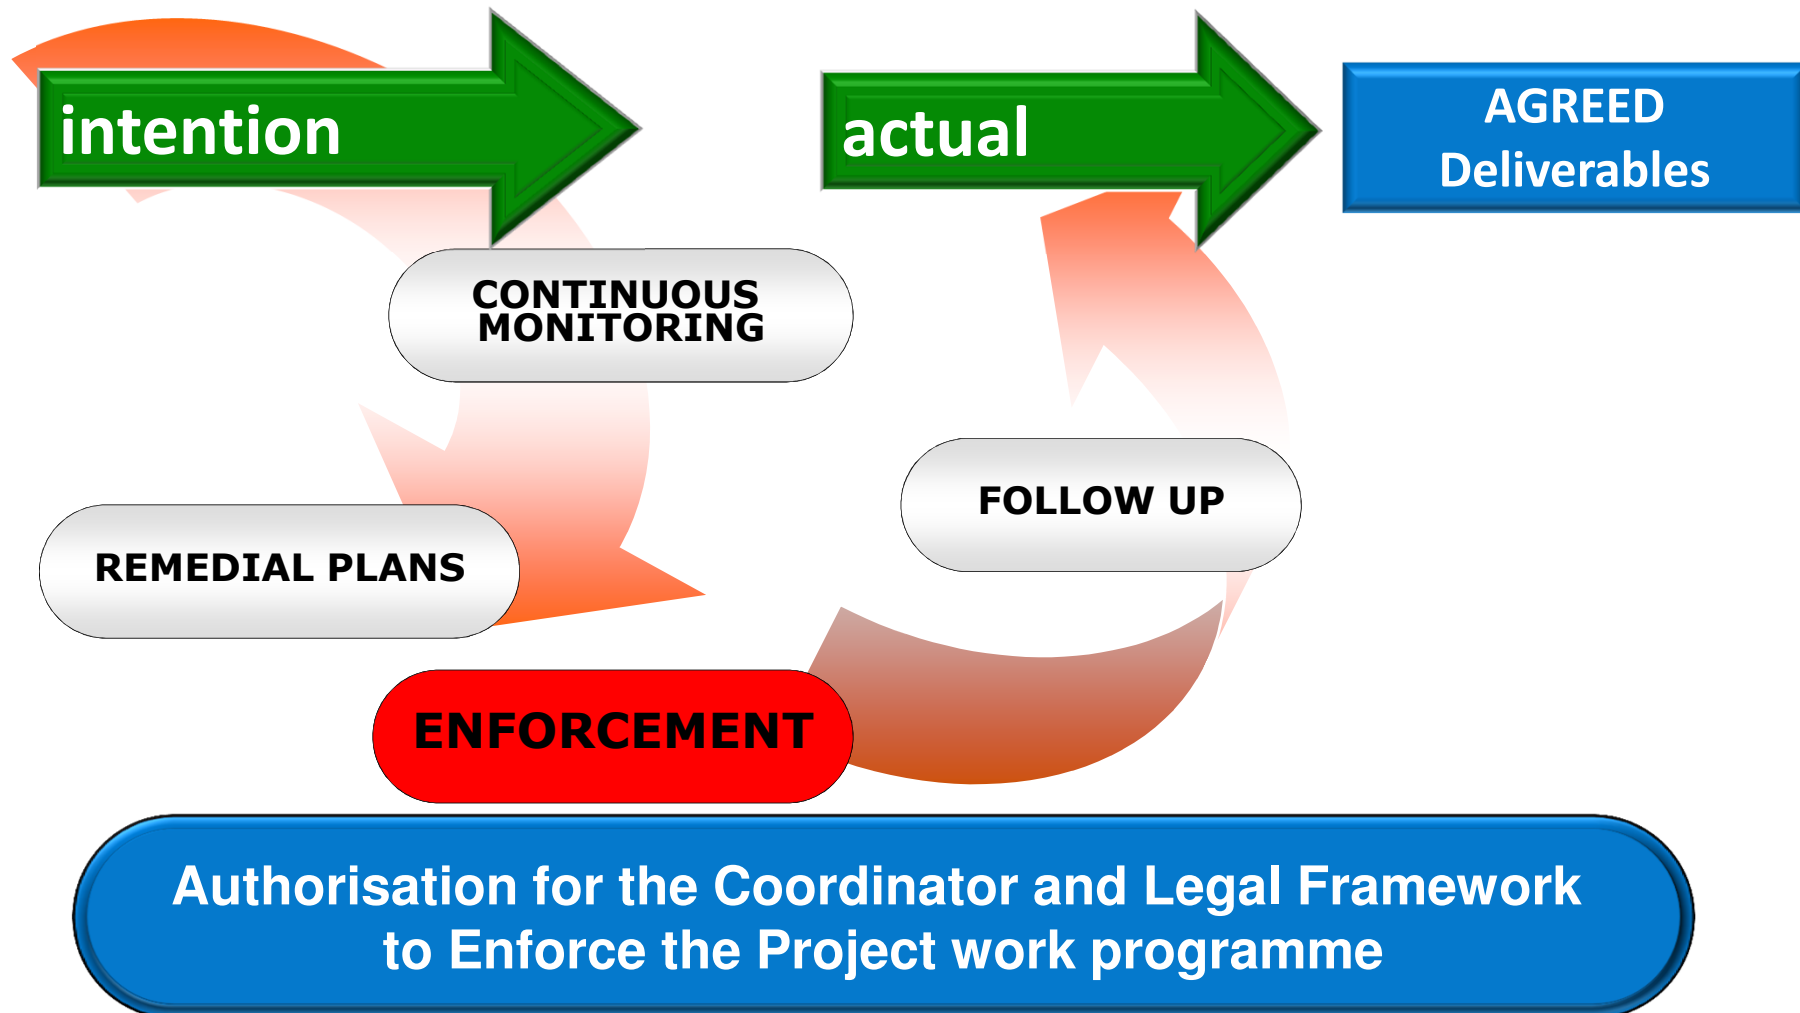 intention
actual
AGREED
Deliverables
CONTINUOUS
MONITORING
FOLLOW UP
REMEDIAL PLANS
ENFORCEMENT
Authorisation for the Coordinator and Legal Framework
to Enforce the Project work programme